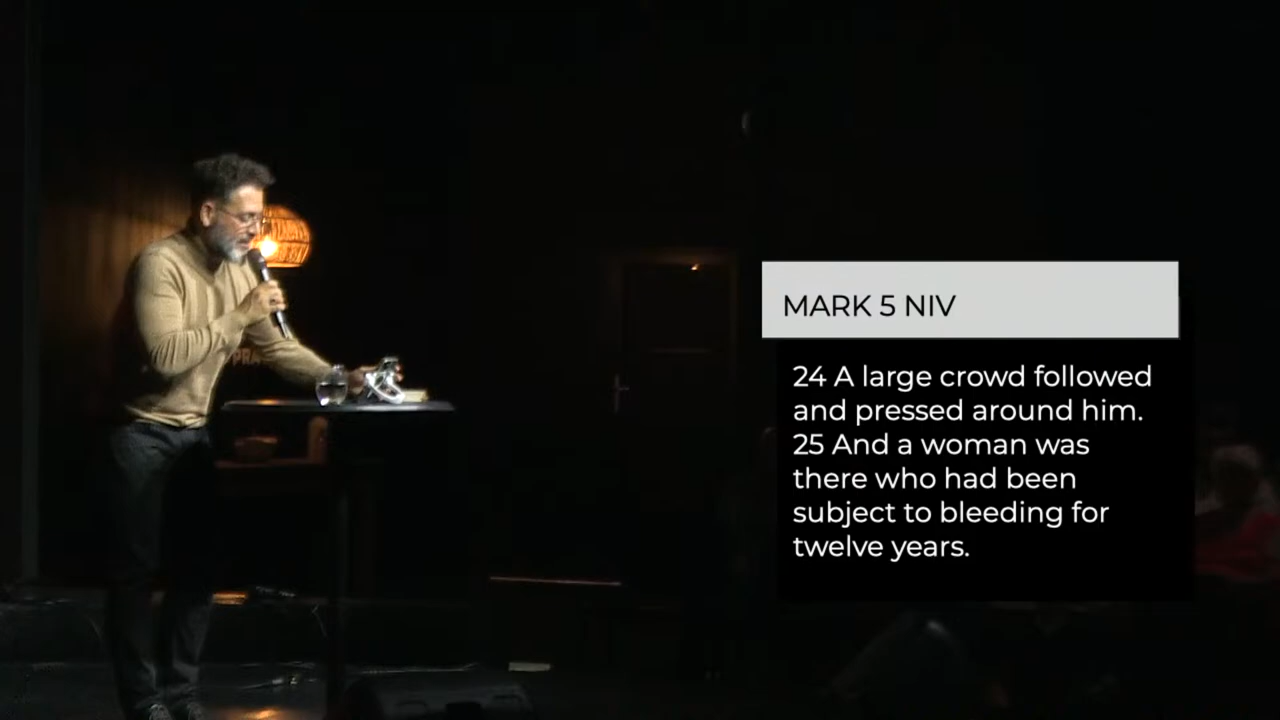 MARK 5 NIV
24 A large crowd followed
and pressed around him.
25 And a woman was
there who had been
subject to bleeding for
twelve years.